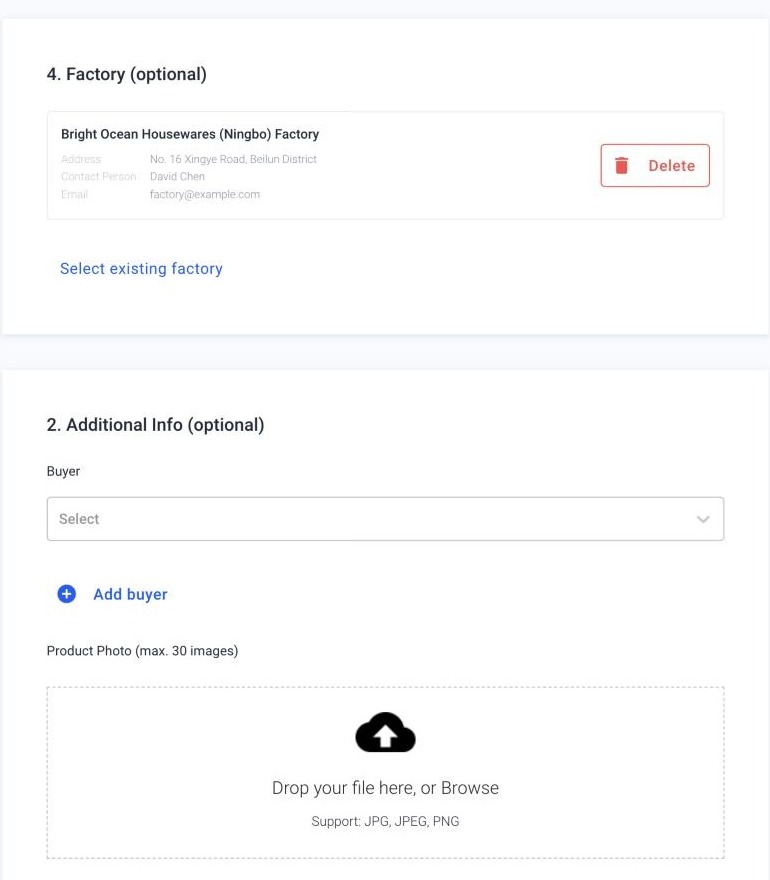 4. Factory (optional)
Bright Ocean Housewares (Ningbo) Factory
Address No. 16 Xingye Road, Beilun District
Contact Person David Chen
Email factory@example.com
Delete
Select existing factory
2. Additional Info (optional)
Buyer
Select
Add buyer
Product Photo (max. 30 images)
Drop your file here, or Browse
Support: JPG, JPEG, PNG